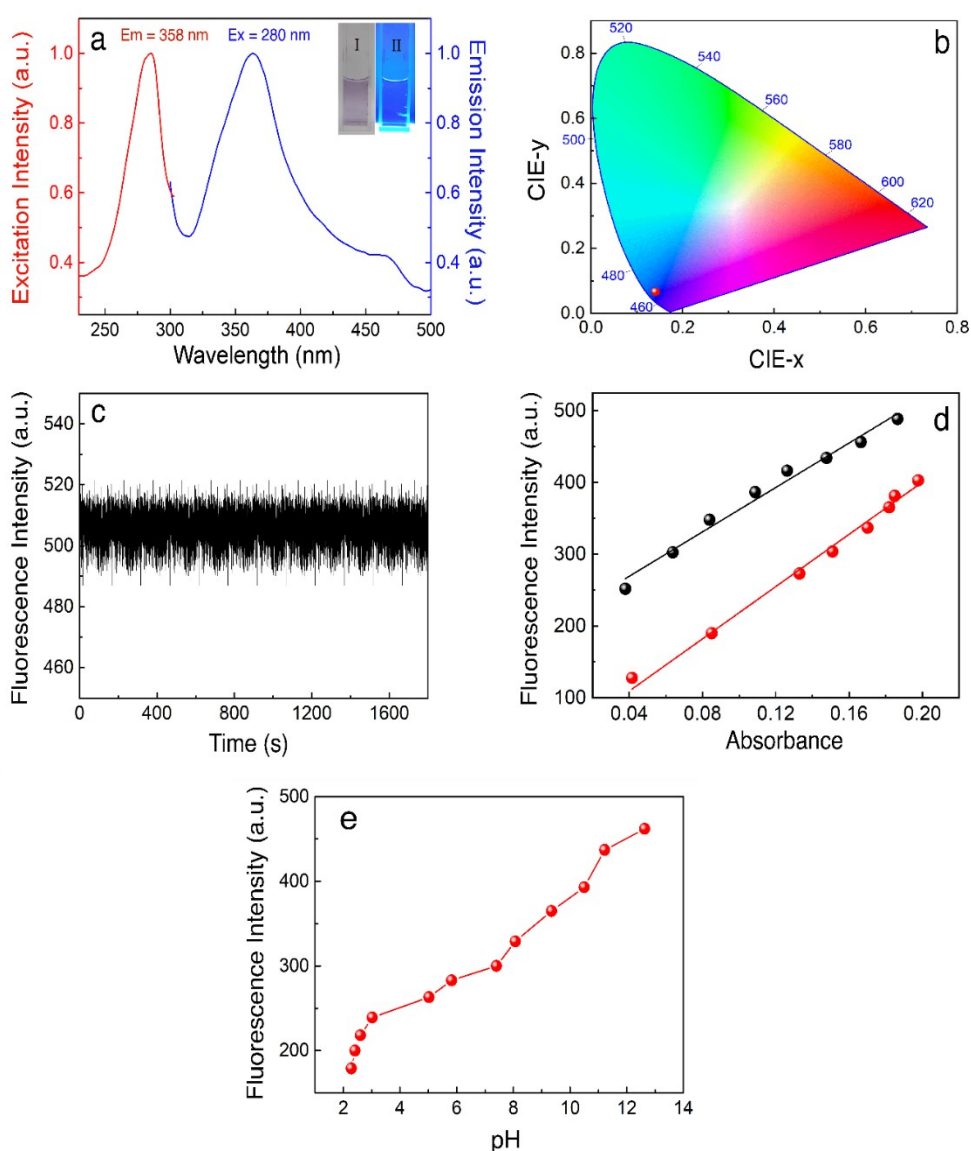 a
Em = 358 nm
Ex = 280 nm
I
II
Excitation Intensity (a.u.)
1.0
0.8
0.6
0.4
1.0
0.8
0.6
0.4
Emission Intensity (a.u.)
250 300 350 400 450 500
Wavelength (nm)
b
CIE-y
0.8
0.6
0.4
0.2
0.0
520
540
560
500
580
600
620
480
460
0.0 0.2 0.4 0.6 0.8
CIE-x
c
Fluorescence Intensity (a.u.)
540
520
500
480
460
0 400 800 1200 1600
Time (s)
d
Fluorescence Intensity (a.u.)
500
400
300
200
100
0.04 0.08 0.12 0.16 0.20
Absorbance
e
Fluorescence Intensity (a.u.)
500
400
300
200
2 4 6 8 10 12 14
pH